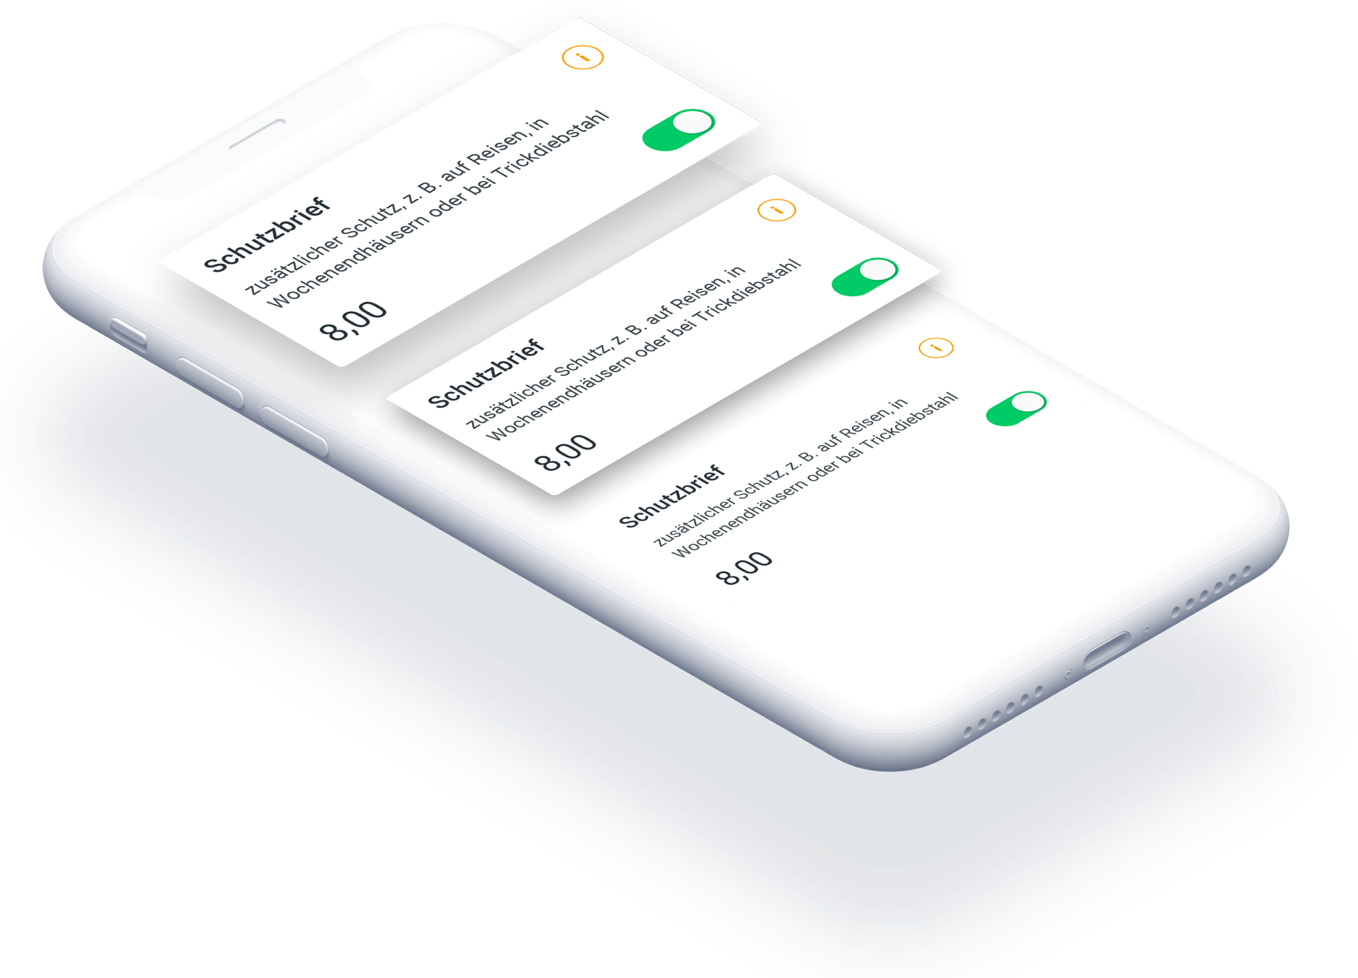 i
Schutzbrief
zusätzlicher Schutz, z. B. auf Reisen, in
Wochenendhäusern oder bei Trickdiebstahl
8,00
i
Schutzbrief
zusätzlicher Schutz, z. B. auf Reisen, in
Wochenendhäusern oder bei Trickdiebstahl
8,00
i
Schutzbrief
zusätzlicher Schutz, z. B. auf Reisen, in
Wochenendhäusern oder bei Trickdiebstahl
8,00